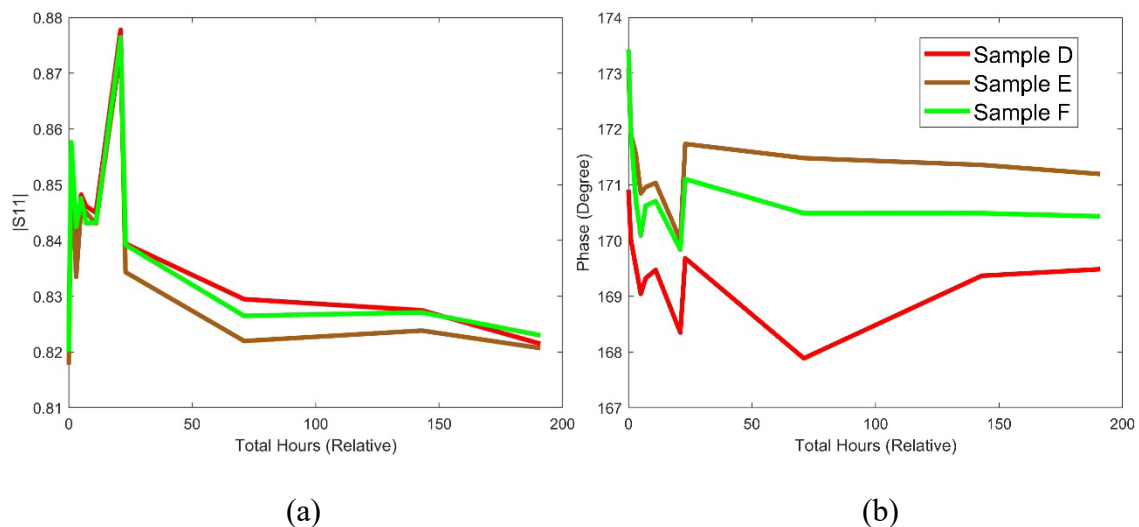 0.88
0.87
0.86
0.85
0.84
0.83
0.82
0.81
|S11|
0 50 100 150 200
Total Hours (Relative)
(a)
174
173
172
171
170
169
168
167
Phase (Degree)
Sample D
Sample E
Sample F
0 50 100 150 200
Total Hours (Relative)
(b)